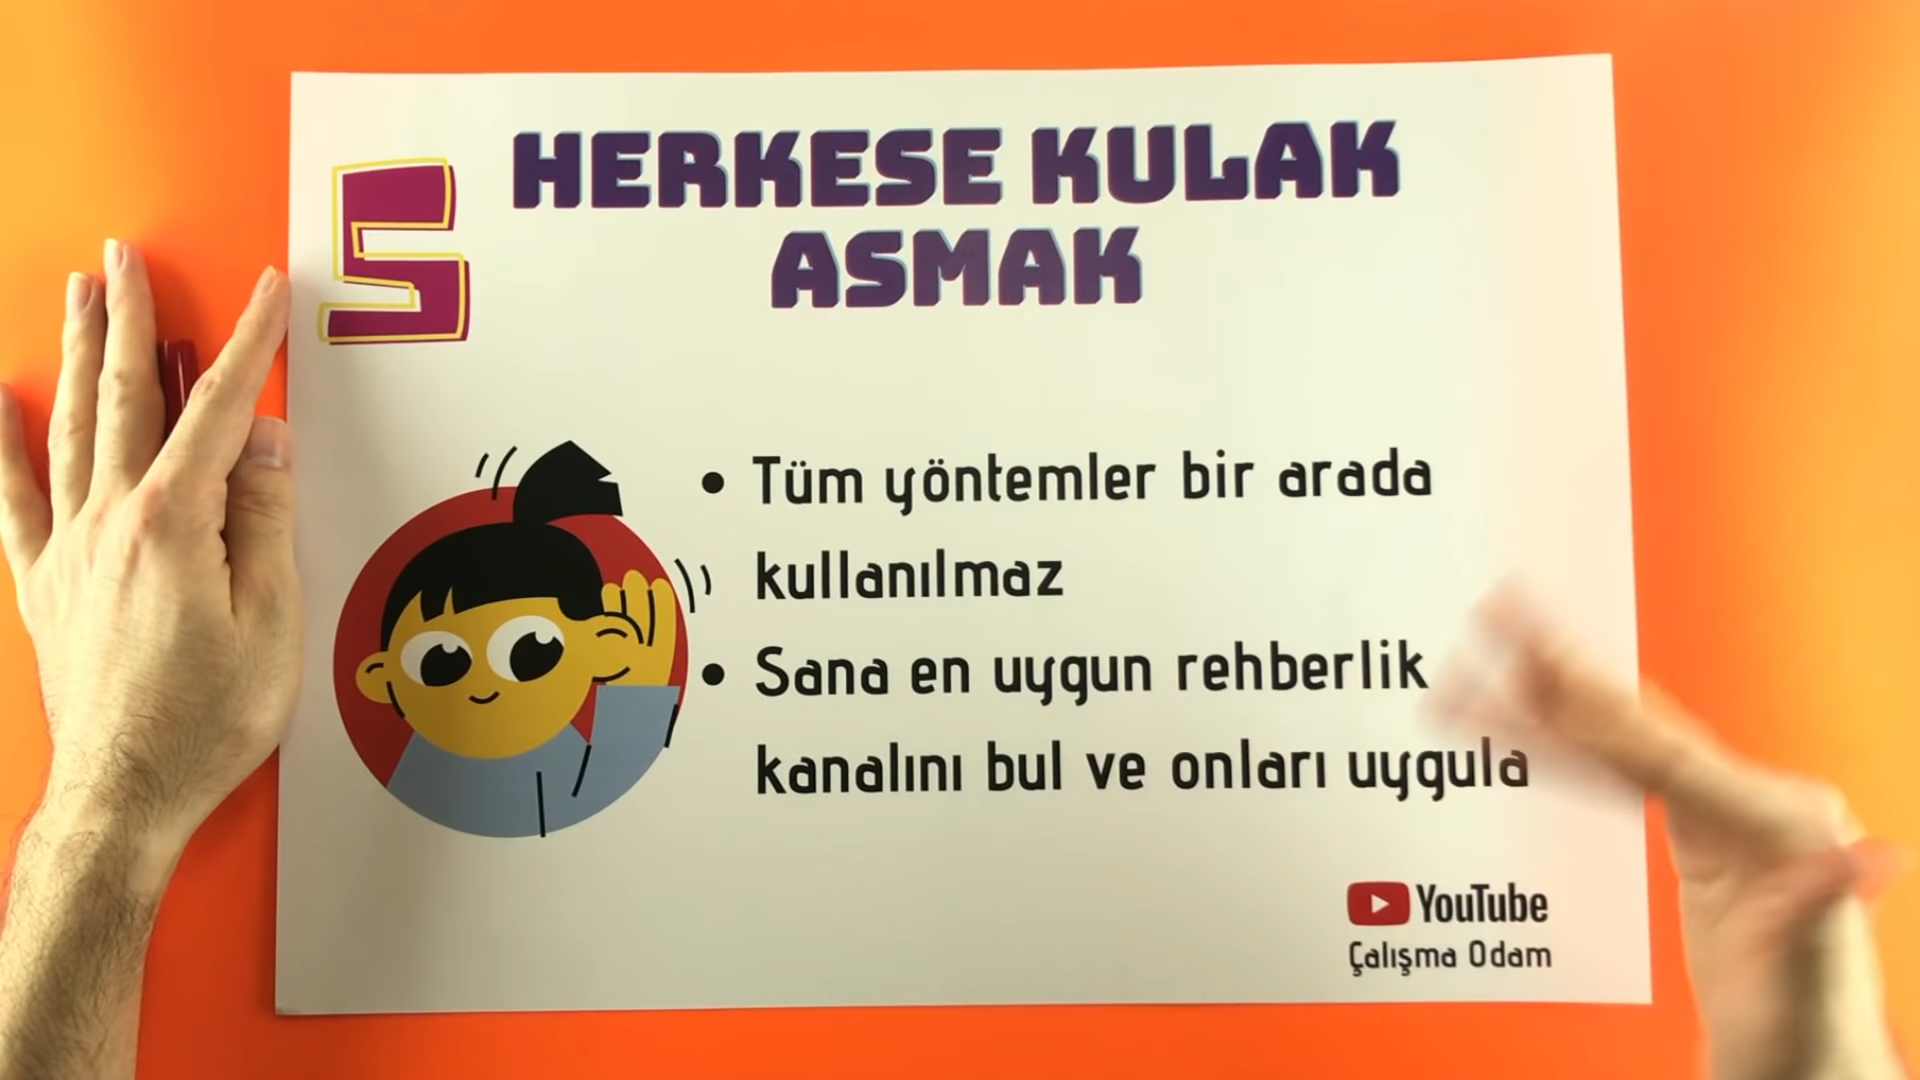 5
HERKESE KULAK
ASMAK
• Tüm yöntemler bir arada
kullanılmaz
• Sana en uygun rehberlik
kanalını bul ve onları uygula
YouTube
Çalışma Odam